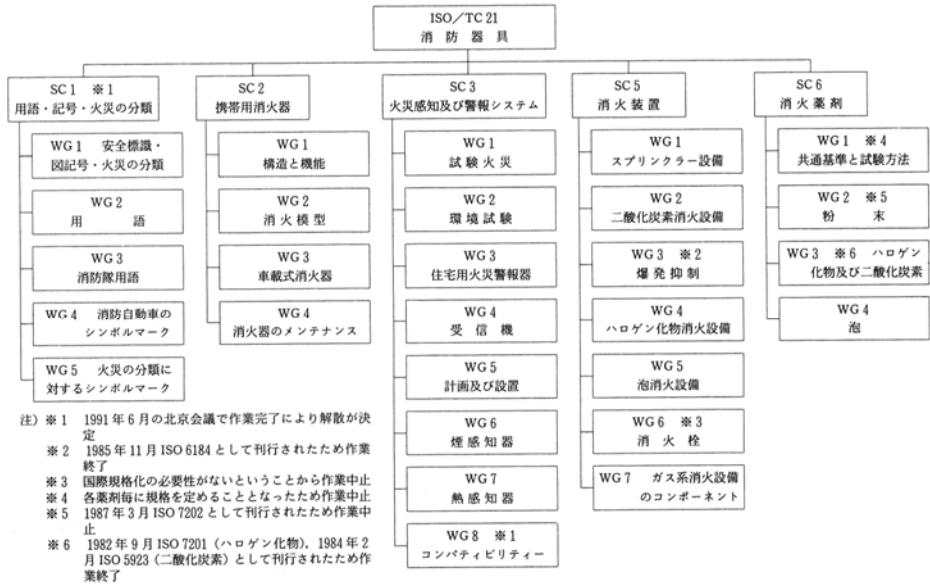 ISO／TC 21
消 防 器 具
SC 1　※ 1
用語・記号・火災の分類
WG 1　安全標識・
図記号・火災の分類
WG 2
用　　　語
WG 3
消防隊用語
WG 4　消防自動車の
シンボルマーク
WG 5　火災の分類に
対するシンボルマーク
SC 2
携帯用消火器
WG 1
構造と機能
WG 2
消 火 模 型
WG 3
車載式消火器
WG 4
消火器のメンテナンス
SC 3
火災感知及び警報システム
WG 1
試 験 火 災
WG 2
環 境 試 験
WG 3
住宅用火災警報器
WG 4
受　信　機
WG 5
計画及び設置
WG 6
煙 感 知 器
WG 7
熱 感 知 器
WG 8　※ 1
コンパティビリティー
SC 5
消 火 装 置
WG 1
スプリンクラー設備
WG 2
二酸化炭素消火設備
WG 3　※ 2
爆 発 抑 制
WG 4
ハロゲン化物消火設備
WG 5
泡消火設備
WG 6　※ 3
消　火　栓
WG 7　ガス系消火設備
のコンポーネント
SC 6
消 火 薬 剤
WG 1　※ 4
共通基準と試験方法
WG 2　※ 5
粉　　末
WG 3　※ 6　ハロゲン
化物及び二酸化炭素
WG 4
泡
注）※ 1　1991 年 6 月の北京会議で作業完了により解散が決
定
※ 2　1985 年 11 月 ISO 6184 として刊行されたため作業
終了
※ 3　国際規格化の必要性がないということから作業中止
※ 4　各薬剤毎に規格を定めることとなったため作業中止
※ 5　1987 年 3 月 ISO 7202 として刊行されたため作業中
止
※ 6　1982 年 9 月 ISO 7201（ハロゲン化物），1984 年 2
月 ISO 5923（二酸化炭素）として刊行されたため作
業終了